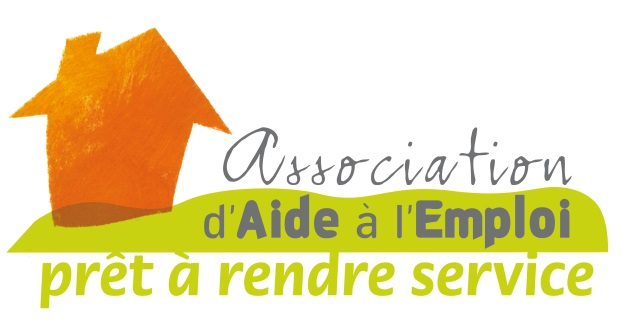 Association
d'Aide à l'Emploi
prêt à rendre service